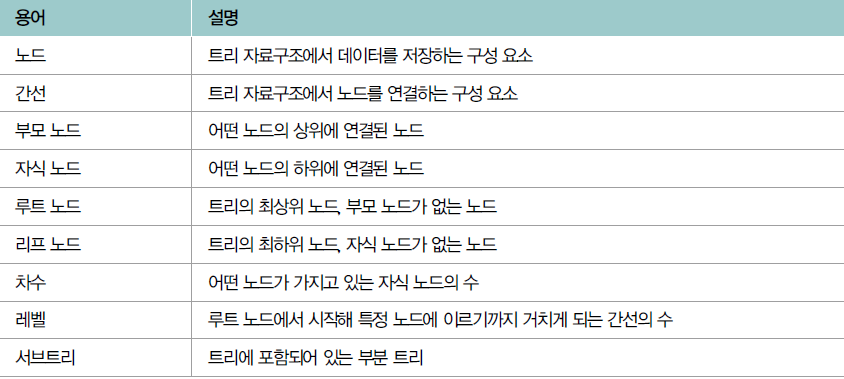 용어 설명
노드 트리 자료구조에서 데이터를 저장하는 구성 요소
간선 트리 자료구조에서 노드를 연결하는 구성 요소
부모 노드 어떤 노드의 상위에 연결된 노드
자식 노드 어떤 노드의 하위에 연결된 노드
루트 노드 트리의 최상위 노드, 부모 노드가 없는 노드
리프 노드 트리의 최하위 노드, 자식 노드가 없는 노드
차수 어떤 노드가 가지고 있는 자식 노드의 수
레벨 루트 노드에서 시작해 특정 노드에 이르기까지 거치게 되는 간선의 수
서브트리 트리에 포함되어 있는 부분 트리